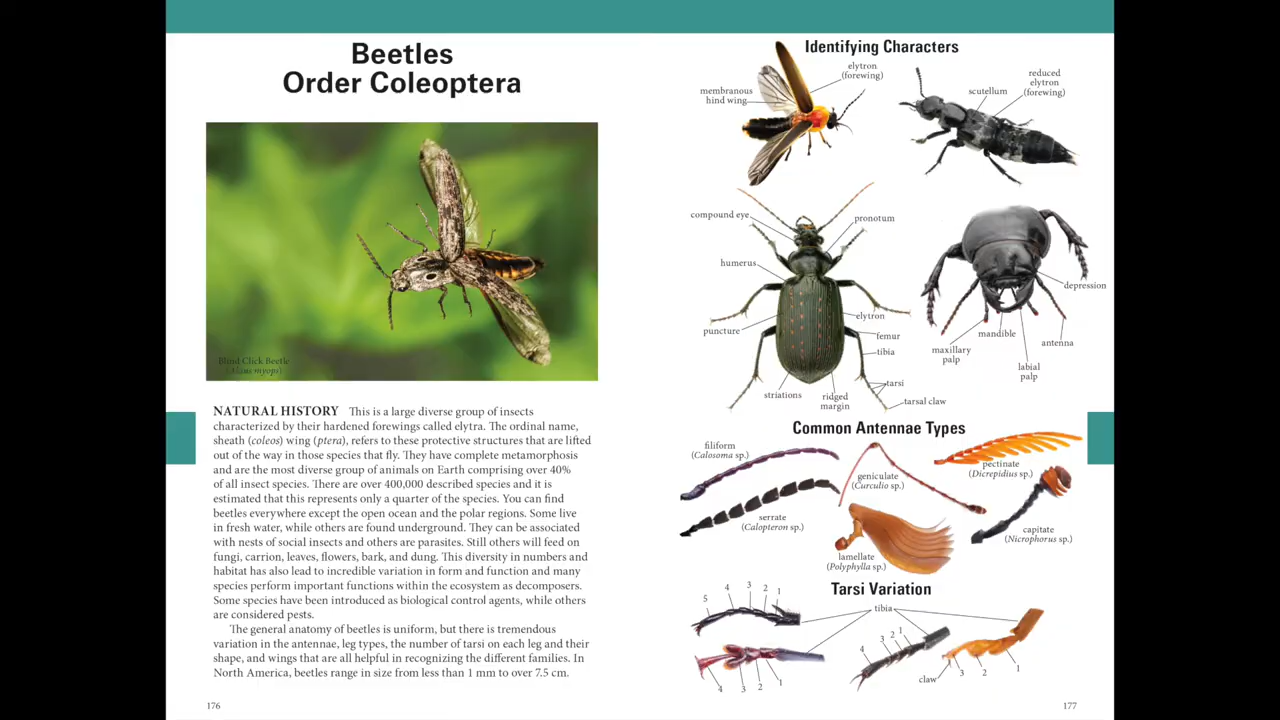 Beetles
Order Coleoptera
Blind Click Beetle
(Alaus myops)
NATURAL HISTORY This is a large diverse group of insects
characterized by their hardened forewings called elytra. The ordinal name,
sheath (coleos) wing (ptera), refers to these protective structures that are lifted
out of the way in those species that fly. They have complete metamorphosis
and are the most diverse group of animals on Earth comprising over 40%
of all insect species. There are over 400,000 described species and it is
estimated that this represents only a quarter of the species. You can find
beetles everywhere except the open ocean and the polar regions. Some live
in fresh water, while others are found underground. They can be associated
with nests of social insects and others are parasites. Still others will feed on
fungi, carrion, leaves, flowers, bark, and dung. This diversity in numbers and
habitat has also lead to incredible variation in form and function and many
species perform important functions within the ecosystem as decomposers.
Some species have been introduced as biological control agents, while others
are considered pests.
The general anatomy of beetles is uniform, but there is tremendous
variation in the antennae, leg types, the number of tarsi on each leg and their
shape, and wings that are all helpful in recognizing the different families. In
North America, beetles range in size from less than 1 mm to over 7.5 cm.
176
Identifying Characters
elytron
(forewing)
membranous
hind wing
scutellum
reduced
elytron
(forewing)
compound eye
pronotum
humerus
puncture
elytron
femur
tibia
tarsi
tarsal claw
striations
ridged
margin
depression
mandible
antenna
maxillary
palp
labial
palp
Common Antennae Types
filiform
(Calosoma sp.)
geniculate
(Curculio sp.)
pectinate
(Dicrepidius sp.)
serrate
(Calopteron sp.)
capitate
(Nicrophorus sp.)
lamellate
(Polyphylla sp.)
Tarsi Variation
tibia
5 4 3 2 1
4 3 2 1
4 3 2 1
claw 3 2 1
177